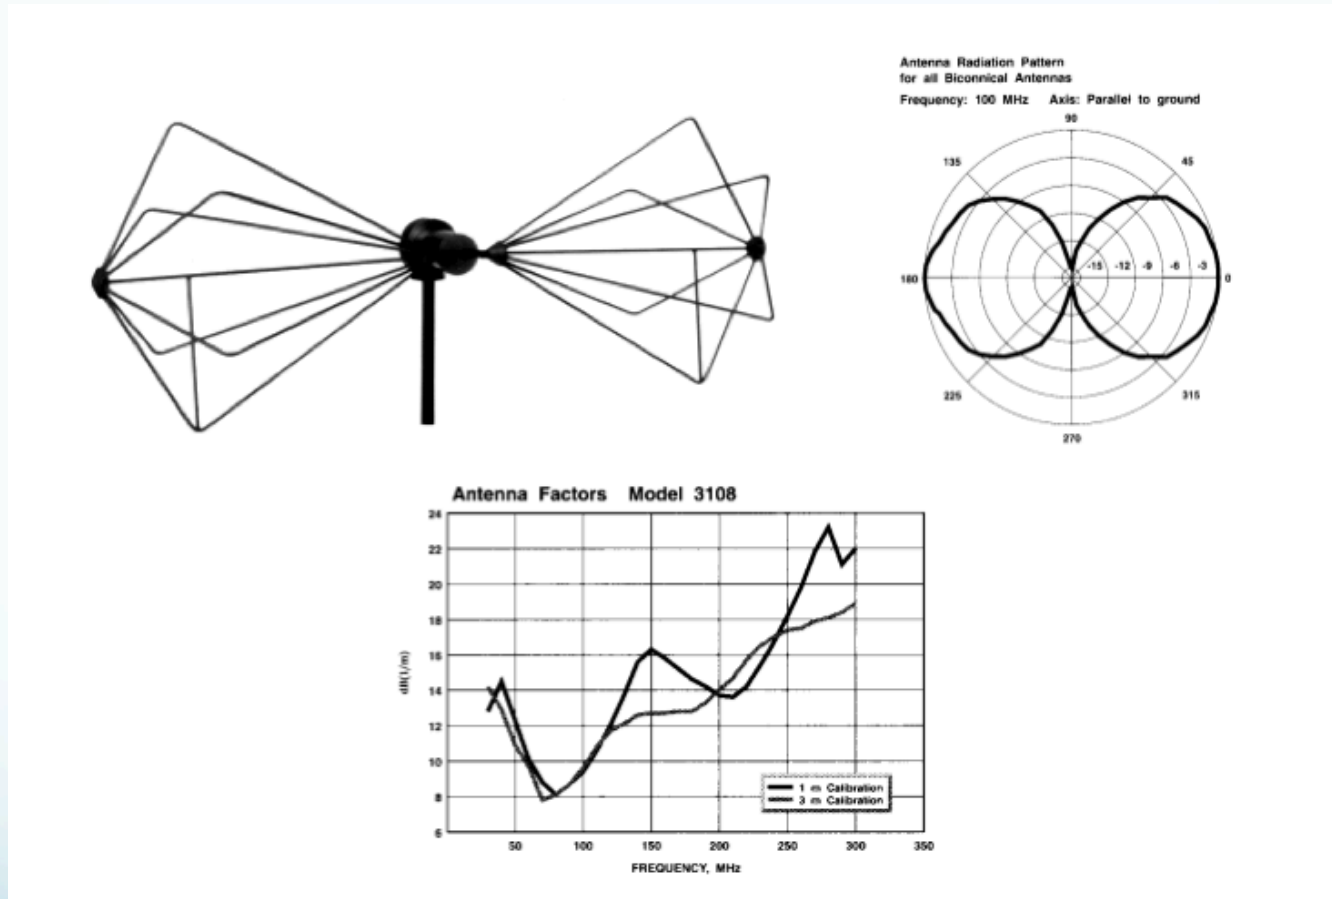 Antenna Radiation Pattern
for all Biconnical Antennas
Frequency: 100 MHz Axis: Parallel to ground
90
135 45
180 -15 -12 -9 -6 -3 0
225 315
270
Antenna Factors Model 3108
24
22
20
18
16
14
12
10
8
6
dB(1/m)
1 m Calibration
3 m Calibration
50 100 150 200 250 300 350
FREQUENCY, MHz